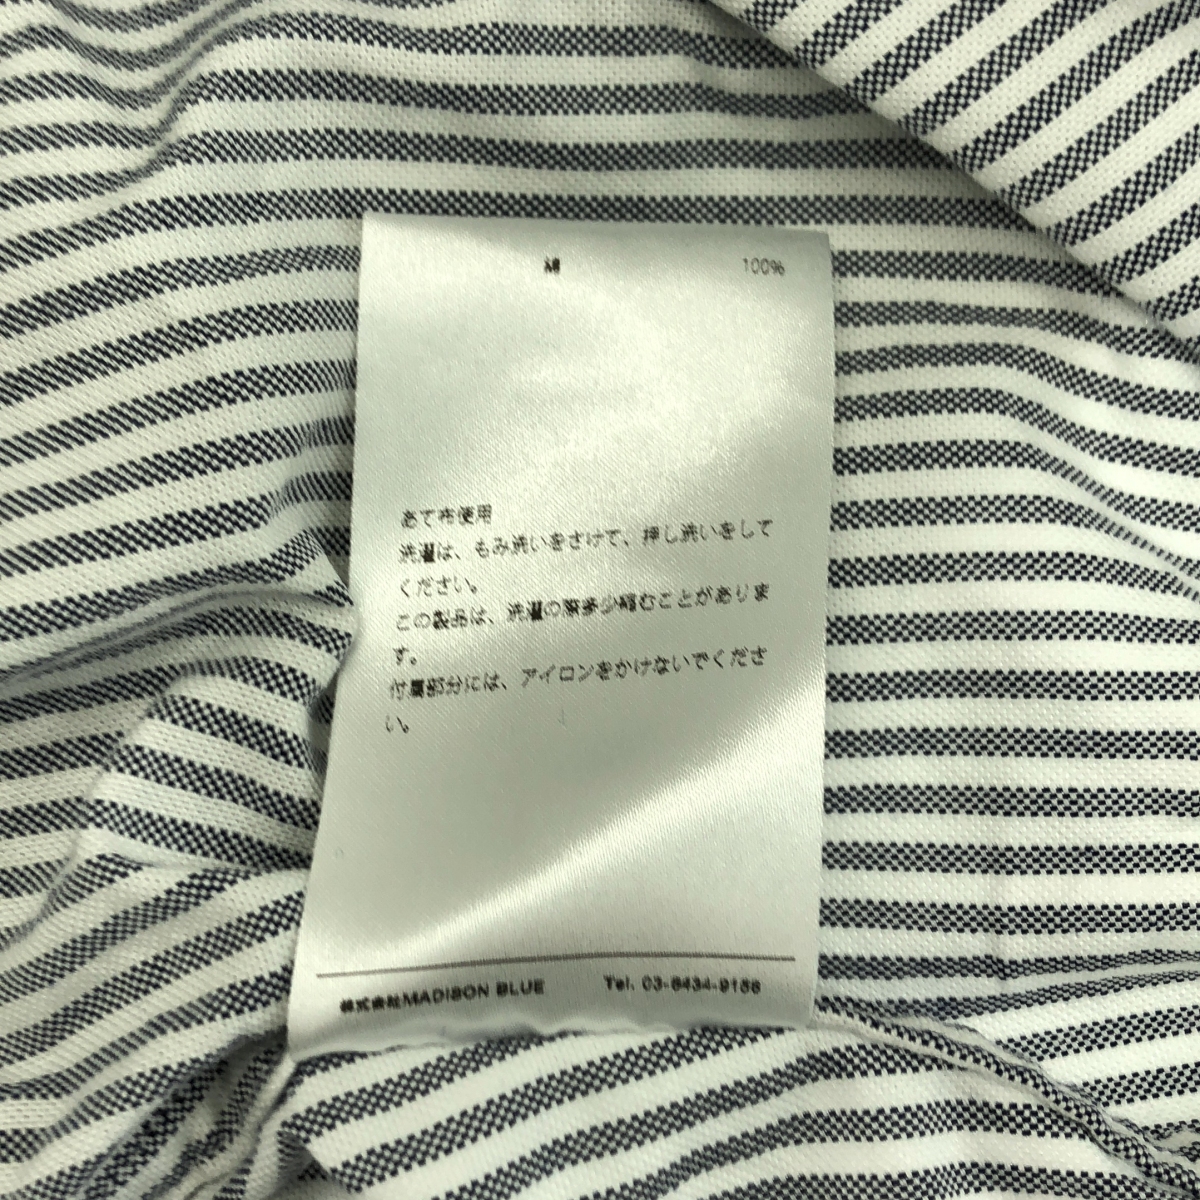 綿 100%
あて布使用
洗濯は、もみ洗いをさけて、押し洗いをして
ください。
この製品は、洗濯の際多少縮むことがありま
す。
付属部分には、アイロンをかけないでくださ
い。
株式会社MADISON BLUE Tel. 03-6434-9156